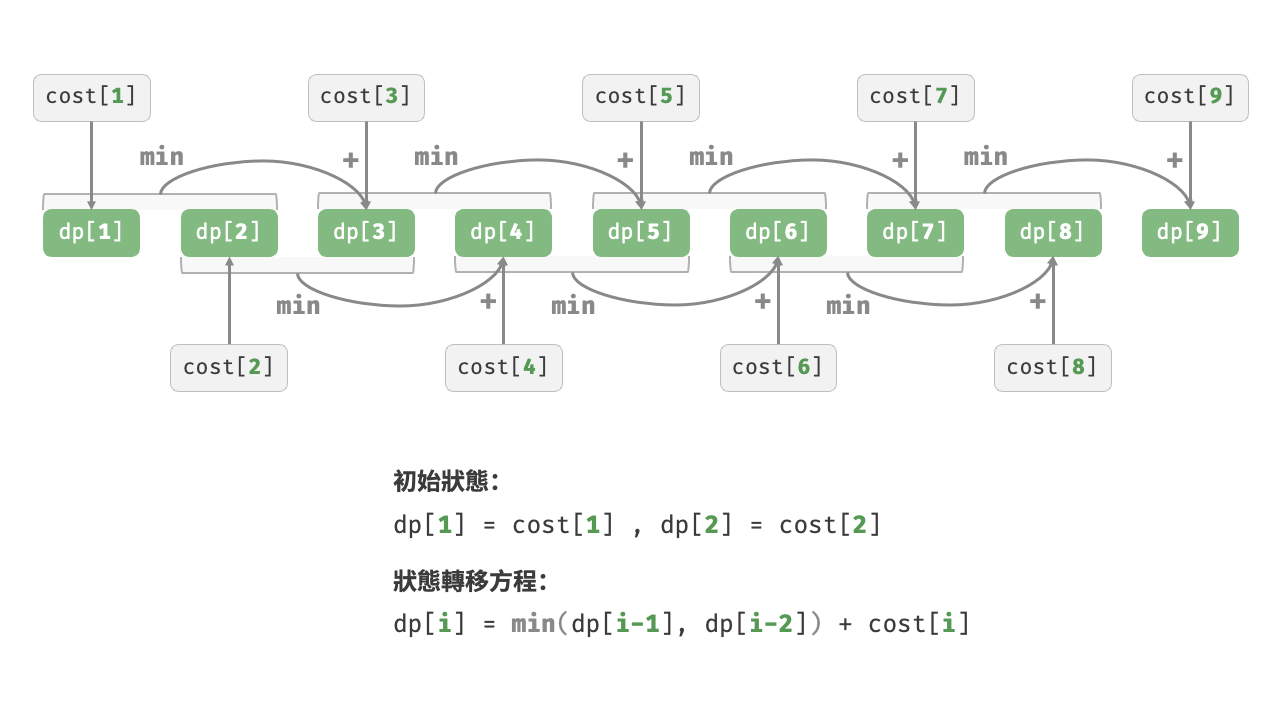 cost[1] cost[3] cost[5] cost[7] cost[9]
min + min + min + min +
dp[1] dp[2] dp[3] dp[4] dp[5] dp[6] dp[7] dp[8] dp[9]
min + min + min +
cost[2] cost[4] cost[6] cost[8]
初始狀態：
dp[1] = cost[1] , dp[2] = cost[2]
狀態轉移方程：
dp[i] = min(dp[i-1], dp[i-2]) + cost[i]